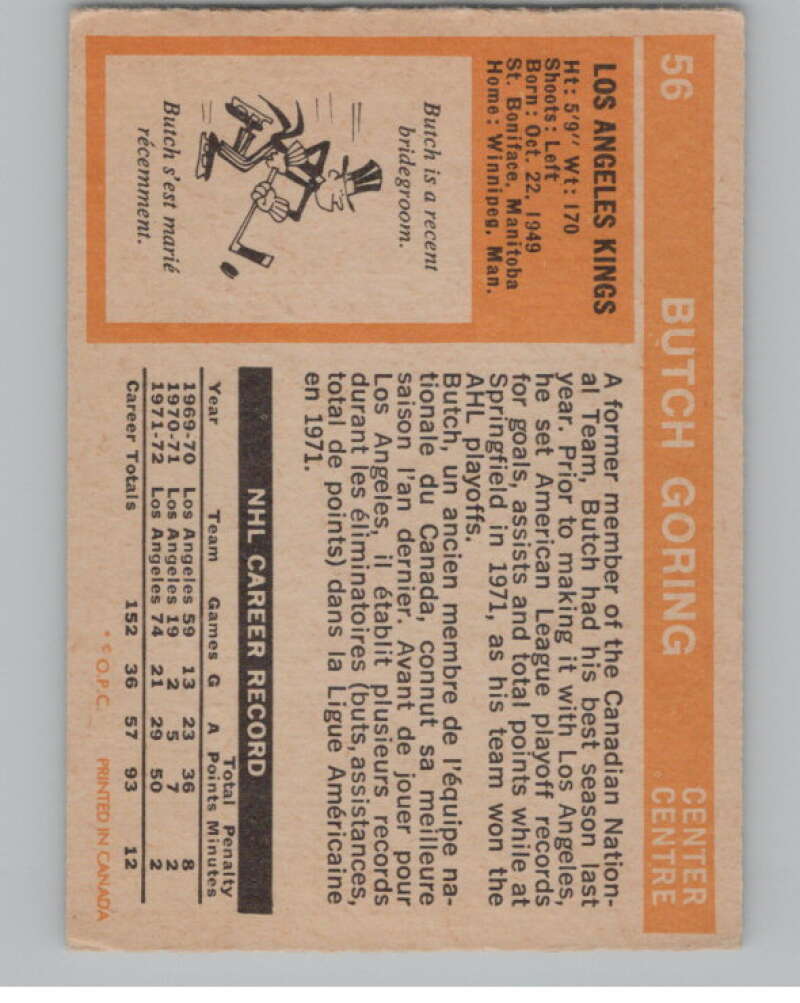 56 BUTCH GORING CENTER
CENTRE
LOS ANGELES KINGS
Ht: 5'9" Wt: 170
Shoots: Left
Born: Oct. 22, 1949
St. Boniface, Manitoba
Home: Winnipeg, Man.
Butch is a recent
bridegroom.
Butch s'est marié
récemment.
A former member of the Canadian Nation-
al Team, Butch had his best season last
year. Prior to making it with Los Angeles,
he set American League playoff records
for goals, assists and total points while at
Springfield in 1971, as his team won the
AHL playoffs.
Butch, un ancien membre de l'équipe na-
tionale du Canada, connut sa meilleure
saison l'an dernier. Avant de jouer pour
Los Angeles, il établit plusieurs records
durant les éliminatoires (buts, assistances,
total de points) dans la Ligue Américaine
en 1971.
NHL CAREER RECORD
Total Penalty
Year Team Games G A Points Minutes
1969-70 Los Angeles 59 13 23 36 8
1970-71 Los Angeles 19 2 5 7 2
1971-72 Los Angeles 74 21 29 50 2
Career Totals 152 36 57 93 12
* © O.P.C. PRINTED IN CANADA